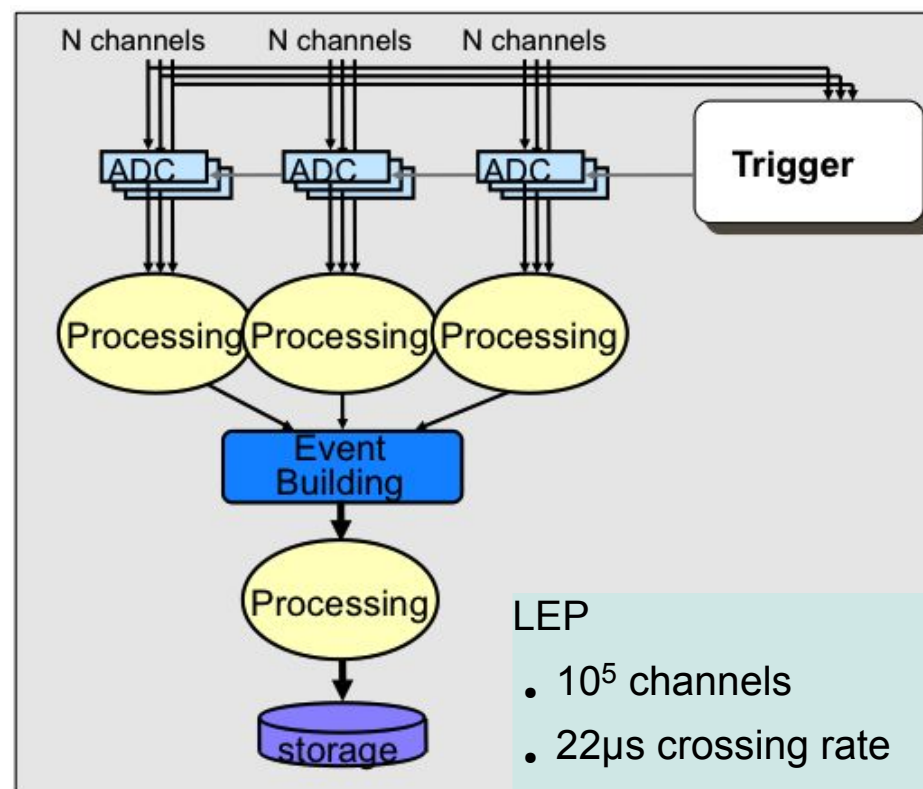 N channels N channels N channels
ADC ADC ADC
Trigger
Processing Processing Processing
Event
Building
Processing
storage
LEP
• 10⁵ channels
• 22µs crossing rate